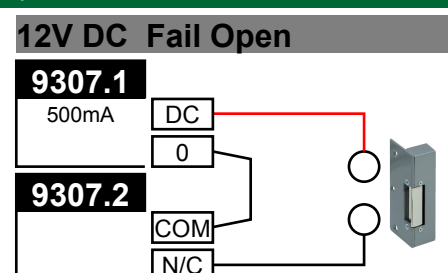 12V DC  Fail Open
9307.1
500mA
DC
0
9307.2
COM
N/C